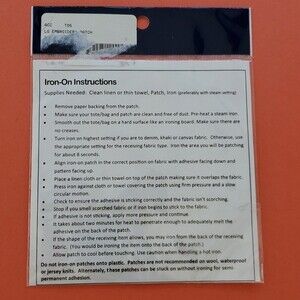 402 TOS
LG EMBROIDERY PATCH
Iron-On Instructions
Supplies Needed: Clean linen or thin towel, Patch, Iron (preferably with steam setting)
• Remove paper backing from the patch.
• Make sure your tote/bag and patch are clean and free of dust. Pre-heat a steam iron.
• Smooth out the tote/bag on a hard surface like an ironing board. Make sure there are
no creases.
• Turn iron on highest setting if you are to denim, khaki or canvas fabric. Otherwise, use
the appropriate setting for the receiving fabric type. Iron the area you will be patching
for about 8 seconds.
• Align iron on patch in the correct position on fabric with adhesive facing down and
pattern facing up.
• Place a linen cloth or thin towel on top of the patch making sure it overlaps the fabric.
• Press iron against cloth or towel covering the patch using firm pressure and a slow
circular motion.
• Check to ensure the adhesive is sticking correctly and the fabric isn't scorching.
• Stop if you smell scorched fabric or if iron begins to stick to the fabric.
• If adhesive is not sticking, apply more pressure and continue.
• It takes about two minutes for heat to penetrate enough to adequately melt the
adhesive on the back of the patch.
• If the shape of the receiving item allows, you may iron from the back of the receiving
fabric. (You would be ironing the item onto the back of the patch.)
• Allow patch to cool before touching. Use caution when handling a hot iron.
Do not iron-on patches onto plastic. Patches are not recommended on wool, waterproof
or jersey knits. Alternately, these patches can be stuck on without ironing for semi
permanent adhesion.